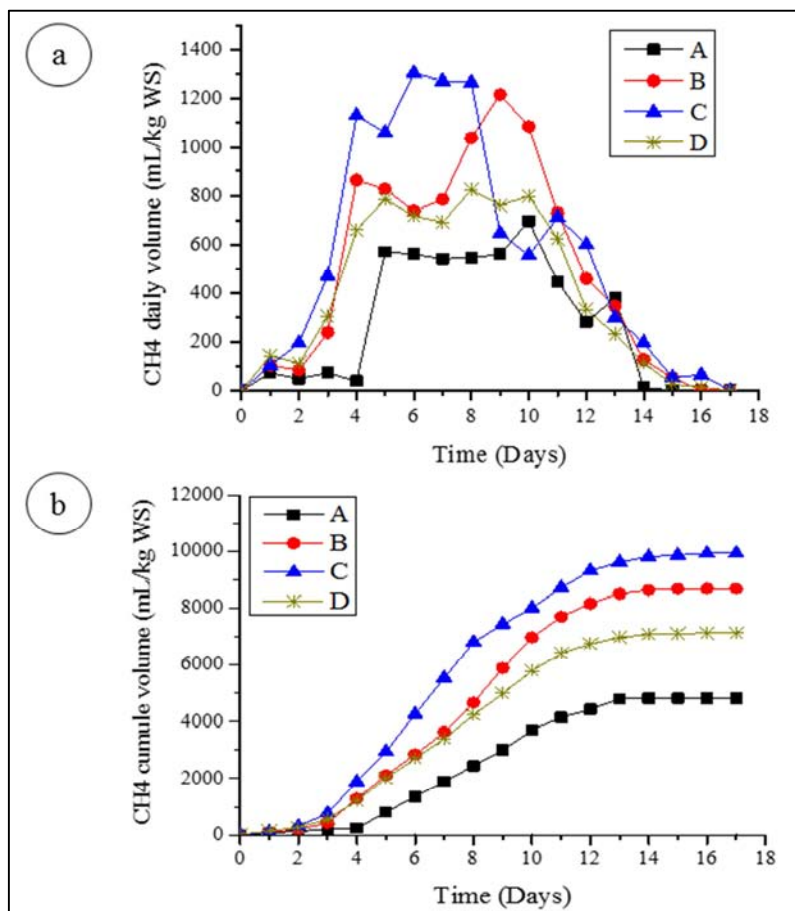 a
CH4 daily volume (mL/kg WS)
1400
1200
1000
800
600
400
200
0
A
B
C
D
0 2 4 6 8 10 12 14 16 18
Time (Days)
b
CH4 cumule volume (mL/kg WS)
12000
10000
8000
6000
4000
2000
0
A
B
C
D
0 2 4 6 8 10 12 14 16 18
Time (Days)